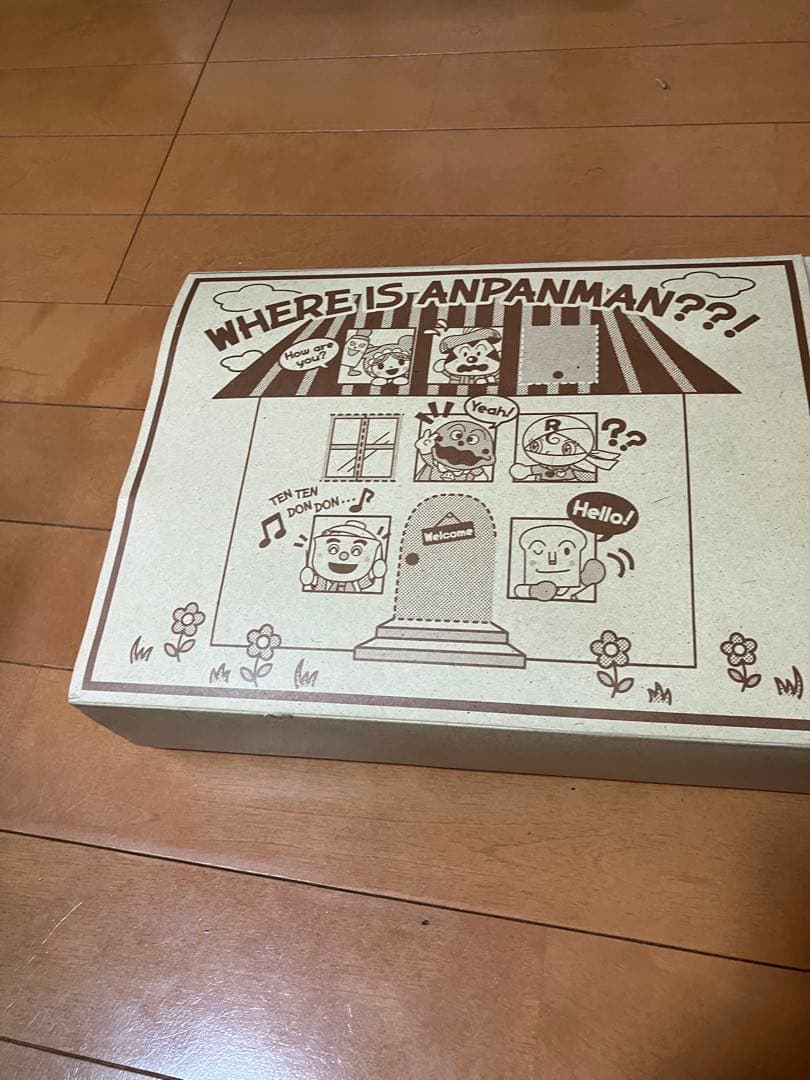 WHERE IS ANPANMAN??!
How are
you?
Yeah!
R
??
TEN TEN
DON DON...
Hello!
Welcome